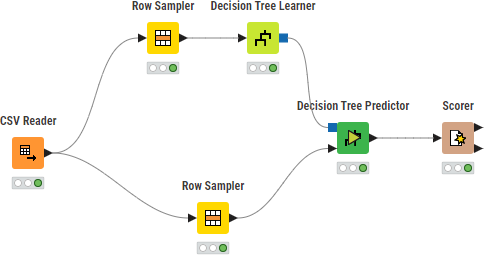 Row Sampler
Decision Tree Learner
Decision Tree Predictor
Scorer
CSV Reader
Row Sampler